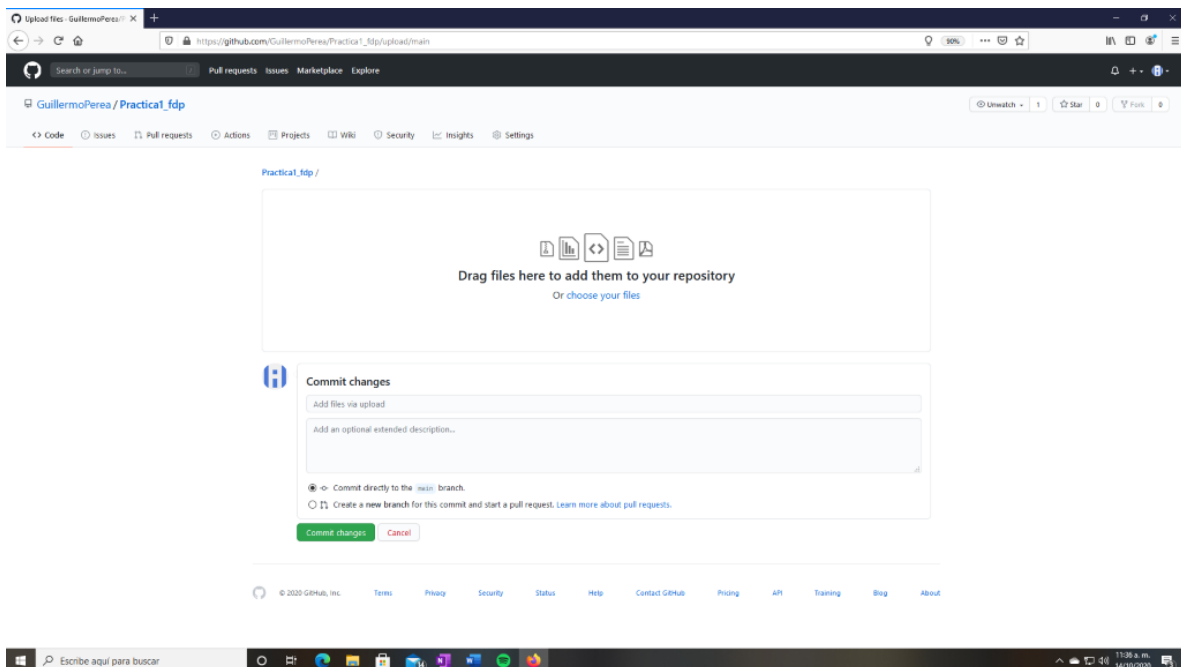 Upload files · GuillermoPerea/P
https://github.com/GuillermoPerea/Practica1_fdp/upload/main
90%
Search or jump to...
/
Pull requests Issues Marketplace Explore
GuillermoPerea / Practica1_fdp
Unwatch 1 Star 0 Fork 0
Code Issues Pull requests Actions Projects Wiki Security Insights Settings
Practica1_fdp /
Drag files here to add them to your repository
Or choose your files
Commit changes
Add files via upload
Add an optional extended description...
Commit directly to the main branch.
Create a new branch for this commit and start a pull request. Learn more about pull requests.
Commit changes Cancel
© 2020 GitHub, Inc. Terms Privacy Security Status Help Contact GitHub Pricing API Training Blog About
Escribe aquí para buscar
11:36 a. m.
14/10/2020